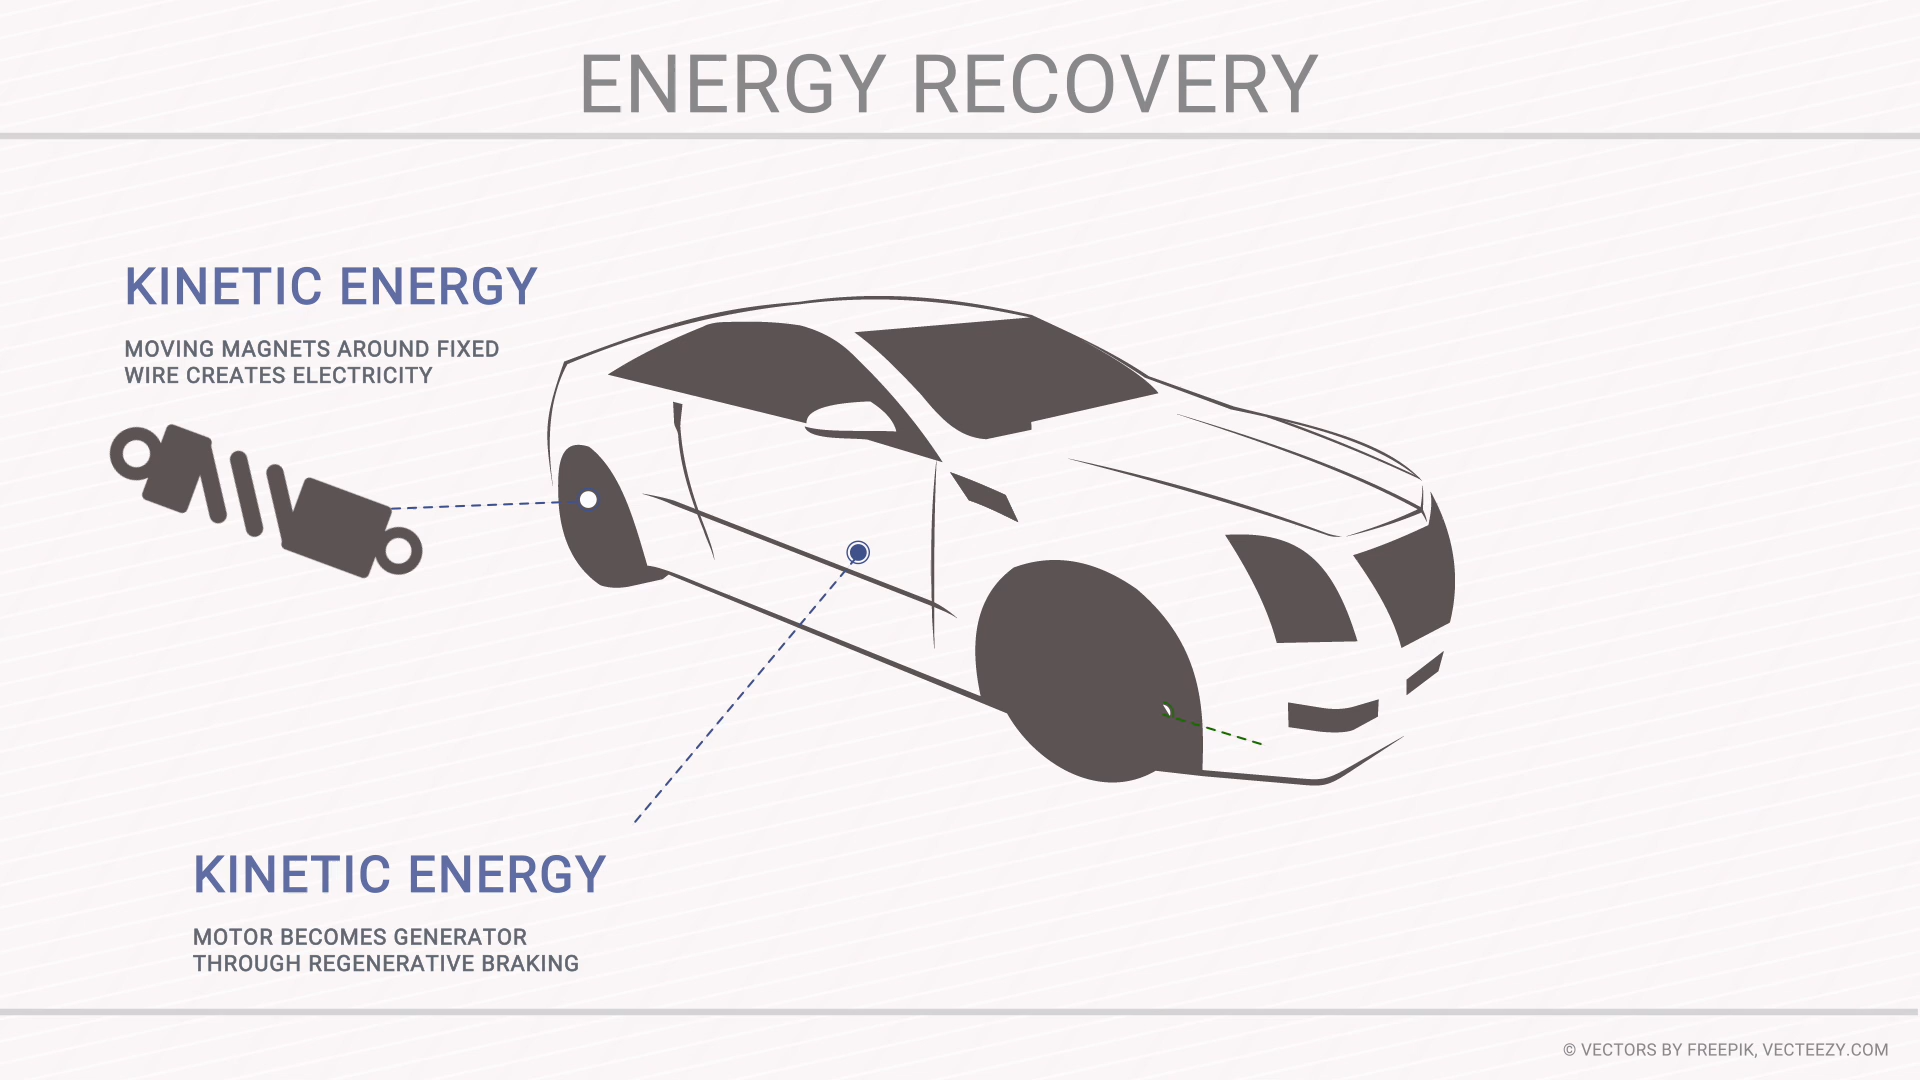 ENERGY RECOVERY
KINETIC ENERGY
MOVING MAGNETS AROUND FIXED
WIRE CREATES ELECTRICITY
KINETIC ENERGY
MOTOR BECOMES GENERATOR
THROUGH REGENERATIVE BRAKING
© VECTORS BY FREEPIK, VECTEEZY.COM